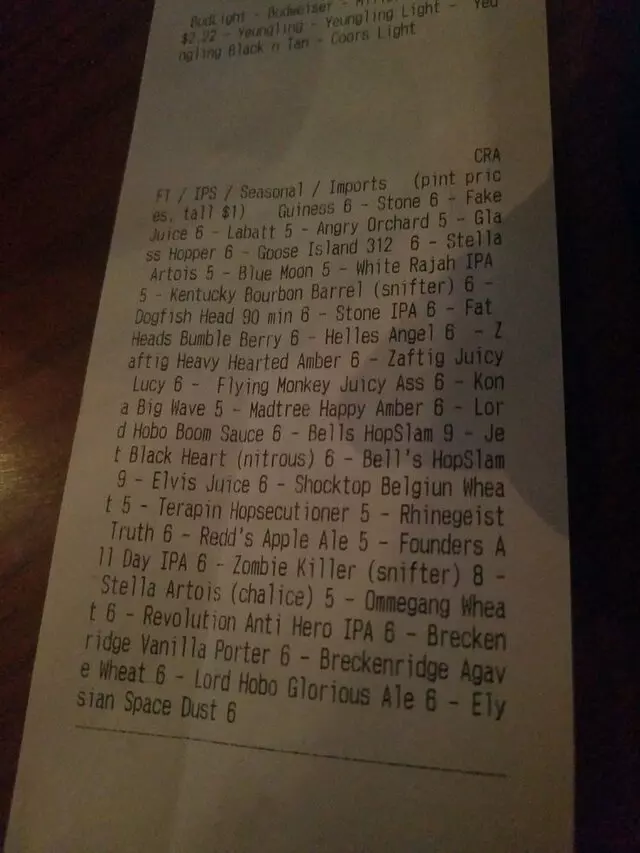 BudLight - Budweiser -
$2.22 - Yeungling - Yeungling Light - Yeu
ngling Black n Tan - Coors Light
CRA
FT / IPS / Seasonal / Imports (pint pric
es, tall $1) Guiness 6 - Stone 6 - Fake
Juice 6 - Labatt 5 - Angry Orchard 5 - Gla
ss Hopper 6 - Goose Island 312 6 - Stella
Artois 5 - Blue Moon 5 - White Rajah IPA
5 - Kentucky Bourbon Barrel (snifter) 6 -
Dogfish Head 90 min 6 - Stone IPA 6 - Fat
Heads Bumble Berry 6 - Helles Angel 6 - Z
aftig Heavy Hearted Amber 6 - Zaftig Juicy
Lucy 6 - Flying Monkey Juicy Ass 6 - Kon
a Big Wave 5 - Madtree Happy Amber 6 - Lor
d Hobo Boom Sauce 6 - Bells HopSlam 9 - Je
t Black Heart (nitrous) 6 - Bell's HopSlam
9 - Elvis Juice 6 - Shocktop Belgiun Whea
t 5 - Terapin Hopsecutioner 5 - Rhinegeist
Truth 6 - Redd's Apple Ale 5 - Founders A
ll Day IPA 6 - Zombie Killer (snifter) 8 -
Stella Artois (chalice) 5 - Ommegang Whea
t 6 - Revolution Anti Hero IPA 6 - Brecken
ridge Vanilla Porter 6 - Breckenridge Agav
e Wheat 6 - Lord Hobo Glorious Ale 6 - Ely
sian Space Dust 6